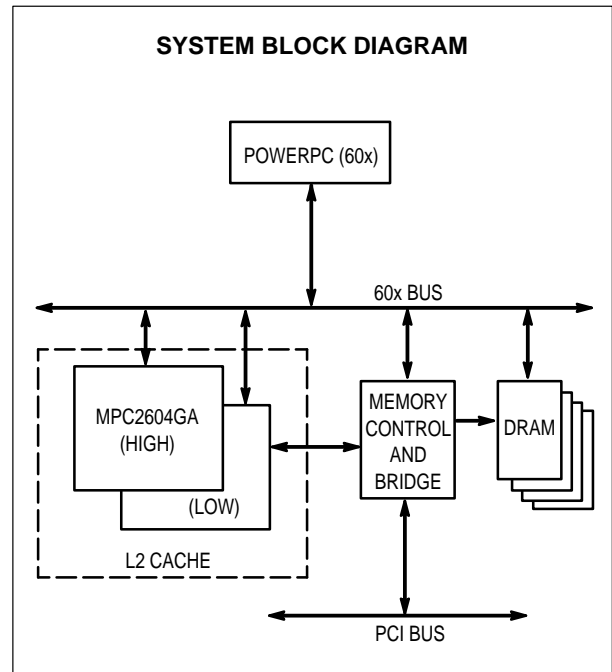 SYSTEM BLOCK DIAGRAM
POWERPC (60x)
60x BUS
MPC2604GA
(HIGH)
(LOW)
L2 CACHE
MEMORY
CONTROL
AND
BRIDGE
DRAM
PCI BUS